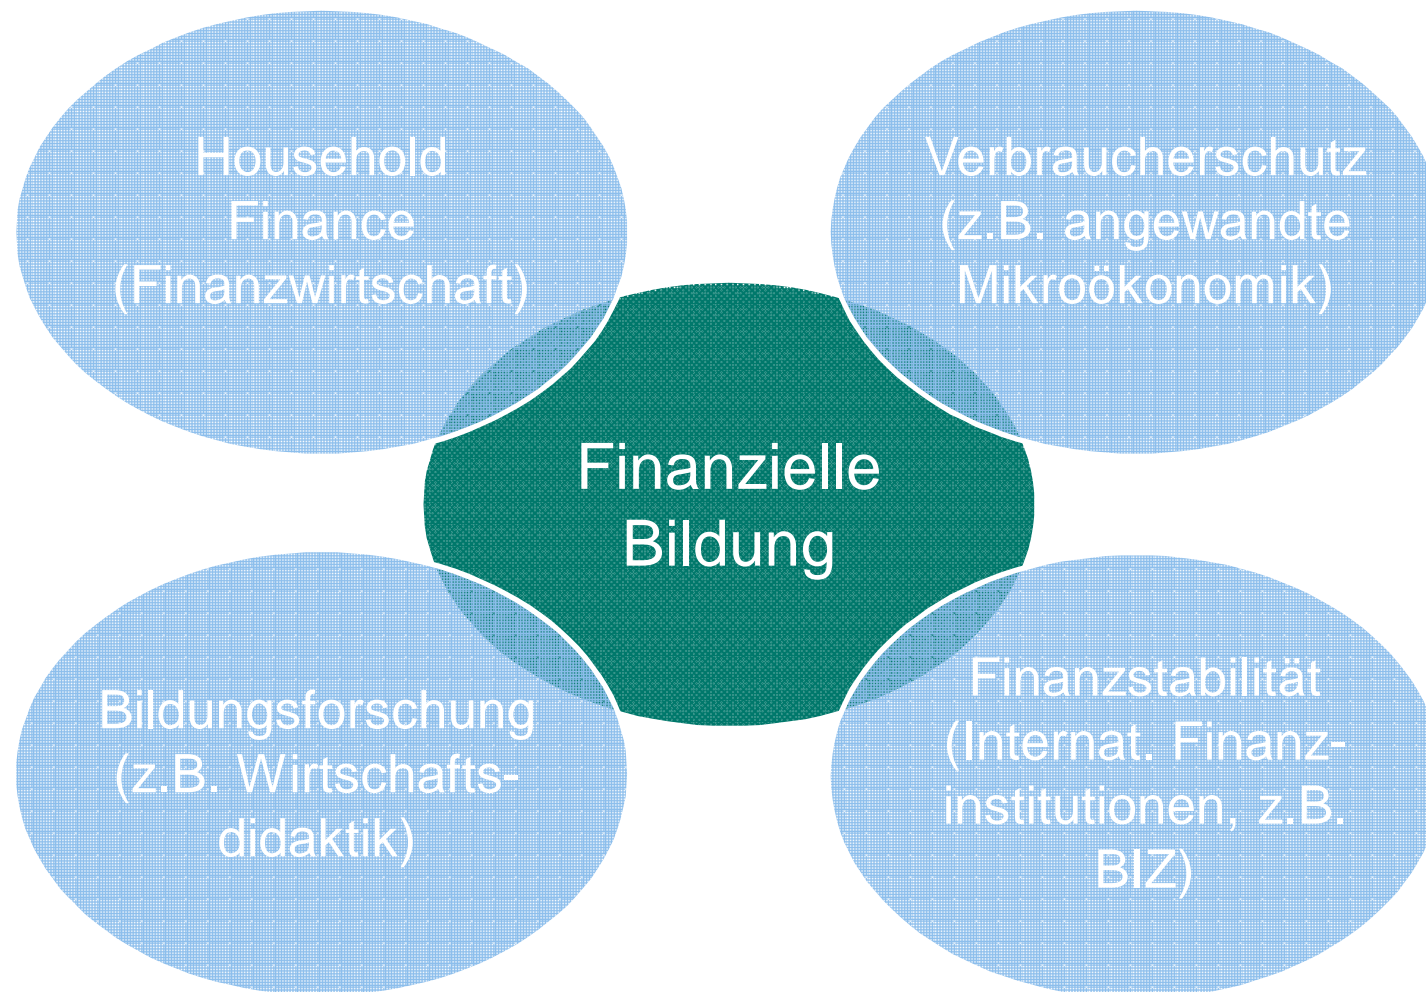 Household
Finance
(Finanzwirtschaft)
Verbraucherschutz
(z.B. angewandte
Mikroökonomik)
Finanzielle
Bildung
Bildungsforschung
(z.B. Wirtschafts-
didaktik)
Finanzstabilität
(Internat. Finanz-
institutionen, z.B.
BIZ)